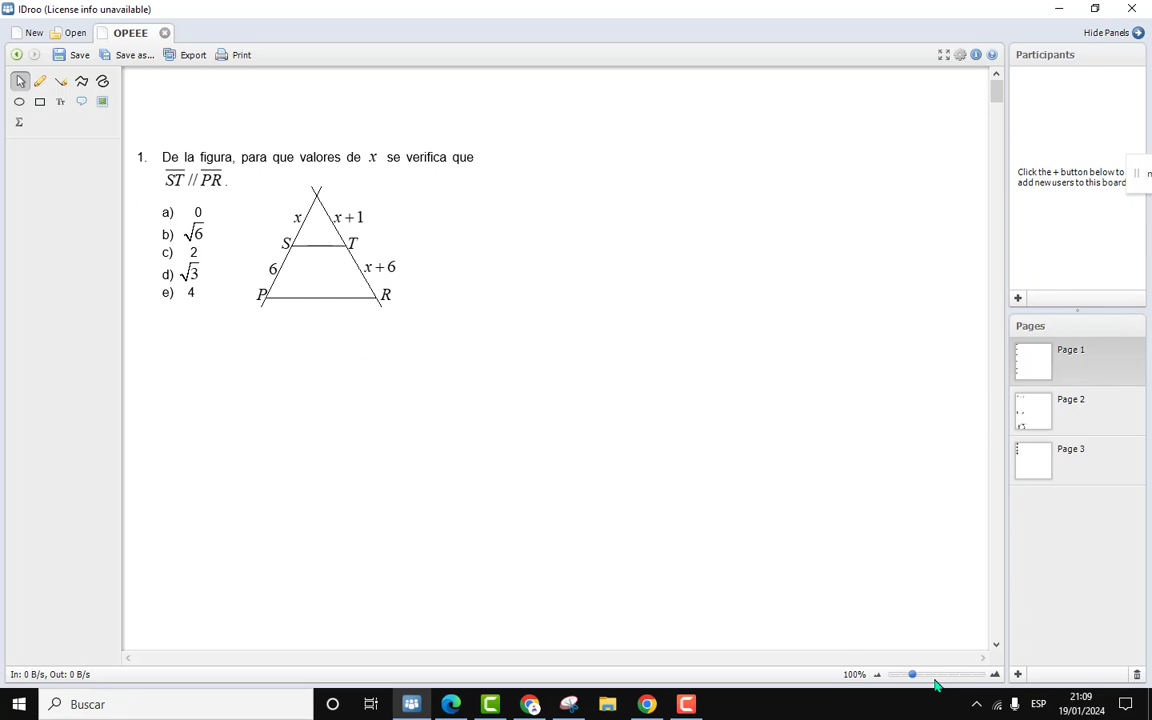 IDroo (License info unavailable)
New Open OPEEE Hide Panels
Save Save as... Export Print
Participants
Click the + button below to
add new users to this board
1. De la figura, para que valores de x se verifica que
ST // PR .
a) 0
b) √6
c) 2
d) √3
e) 4
x x+1
S T
6 x+6
P R
Pages
Page 1
Page 2
Page 3
In: 0 B/s, Out: 0 B/s 100%
Buscar ESP 21:09
19/01/2024